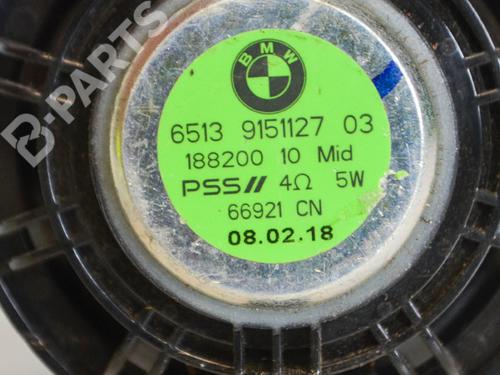 B-PARTS
BMW
6513 9151127 03
188200 10 Mid
PSS// 4Ω 5W
66921 CN
08.02.18